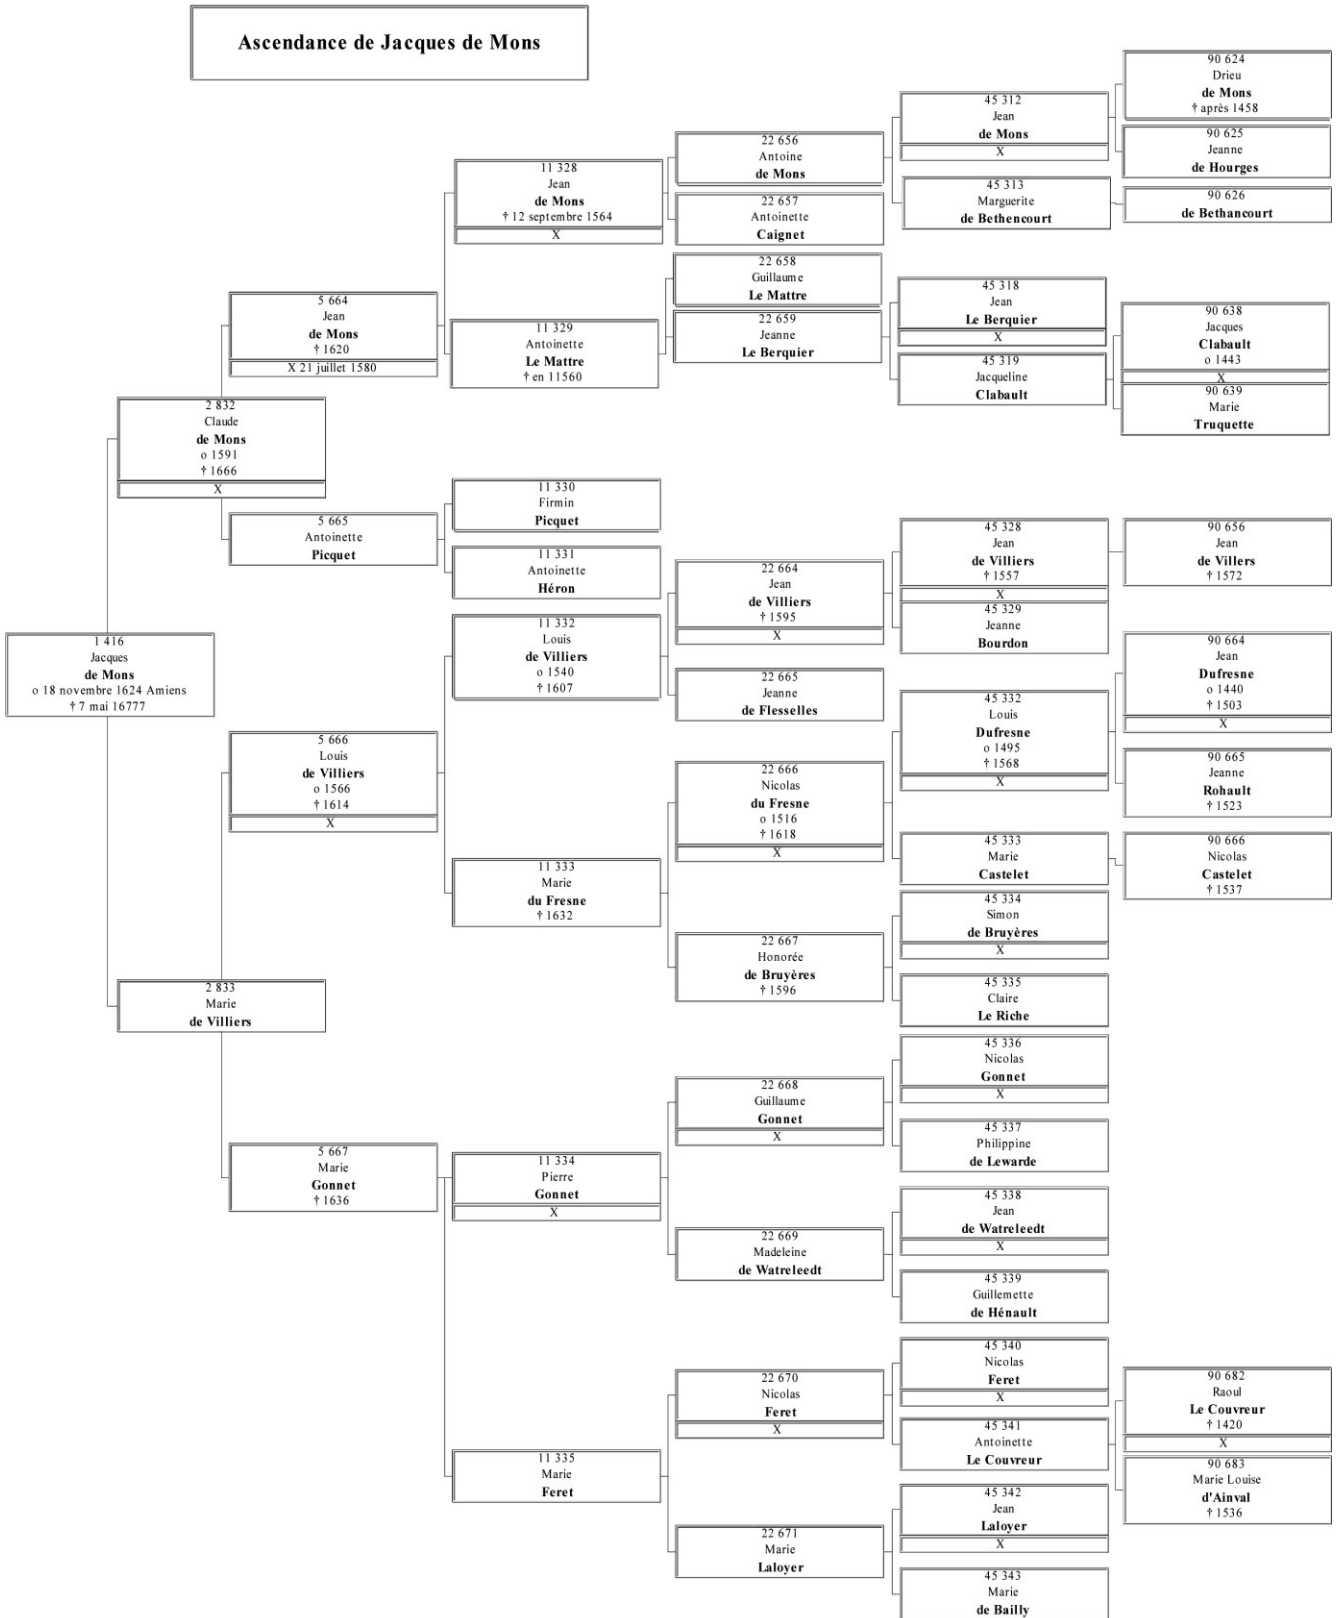 Ascendance de Jacques de Mons
1 416
Jacques
de Mons
o 18 novembre 1624 Amiens
† 7 mai 16777
2 832
Claude
de Mons
o 1591
† 1666
X
2 833
Marie
de Villiers
5 664
Jean
de Mons
† 1620
X 21 juillet 1580
5 665
Antoinette
Picquet
5 666
Louis
de Villiers
o 1566
† 1614
X
5 667
Marie
Gonnet
† 1636
11 328
Jean
de Mons
† 12 septembre 1564
X
11 329
Antoinette
Le Mattre
† en 11560
11 330
Firmin
Picquet
11 331
Antoinette
Héron
11 332
Louis
de Villiers
o 1540
† 1607
11 333
Marie
du Fresne
† 1632
11 334
Pierre
Gonnet
X
11 335
Marie
Feret
22 656
Antoine
de Mons
22 657
Antoinette
Caignet
22 658
Guillaume
Le Mattre
22 659
Jeanne
Le Berquier
22 664
Jean
de Villiers
† 1595
X
22 665
Jeanne
de Flesselles
22 666
Nicolas
du Fresne
o 1516
† 1618
X
22 667
Honorée
de Bruyères
† 1596
22 668
Guillaume
Gonnet
X
22 669
Madeleine
de Watreleedt
22 670
Nicolas
Feret
X
22 671
Marie
Laloyer
45 312
Jean
de Mons
X
45 313
Marguerite
de Bethencourt
45 318
Jean
Le Berquier
X
45 319
Jacqueline
Clabault
45 328
Jean
de Villiers
† 1557
X
45 329
Jeanne
Bourdon
45 332
Louis
Dufresne
o 1495
† 1568
X
45 333
Marie
Castelet
45 334
Simon
de Bruyères
X
45 335
Claire
Le Riche
45 336
Nicolas
Gonnet
X
45 337
Philippine
de Lewarde
45 338
Jean
de Watreleedt
X
45 339
Guillemette
de Hénault
45 340
Nicolas
Feret
X
45 341
Antoinette
Le Couvreur
45 342
Jean
Laloyer
X
45 343
Marie
de Bailly
90 624
Drieu
de Mons
† après 1458
90 625
Jeanne
de Hourges
90 626
de Bethancourt
90 638
Jacques
Clabault
o 1443
X
90 639
Marie
Truquette
90 656
Jean
de Villers
† 1572
90 664
Jean
Dufresne
o 1440
† 1503
X
90 665
Jeanne
Rohault
† 1523
90 666
Nicolas
Castelet
† 1537
90 682
Raoul
Le Couvreur
† 1420
X
90 683
Marie Louise
d'Ainval
† 1536